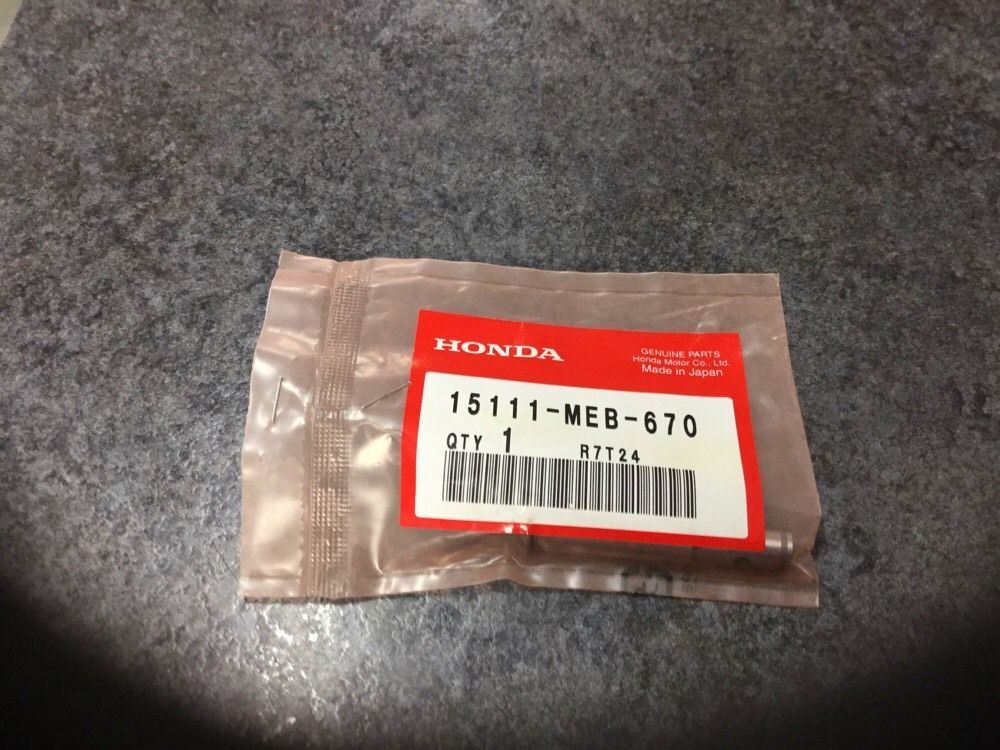 HONDA
GENUINE PARTS
Honda Motor Co., Ltd.
Made in Japan
15111-MEB-670
QTY 1 R7T24